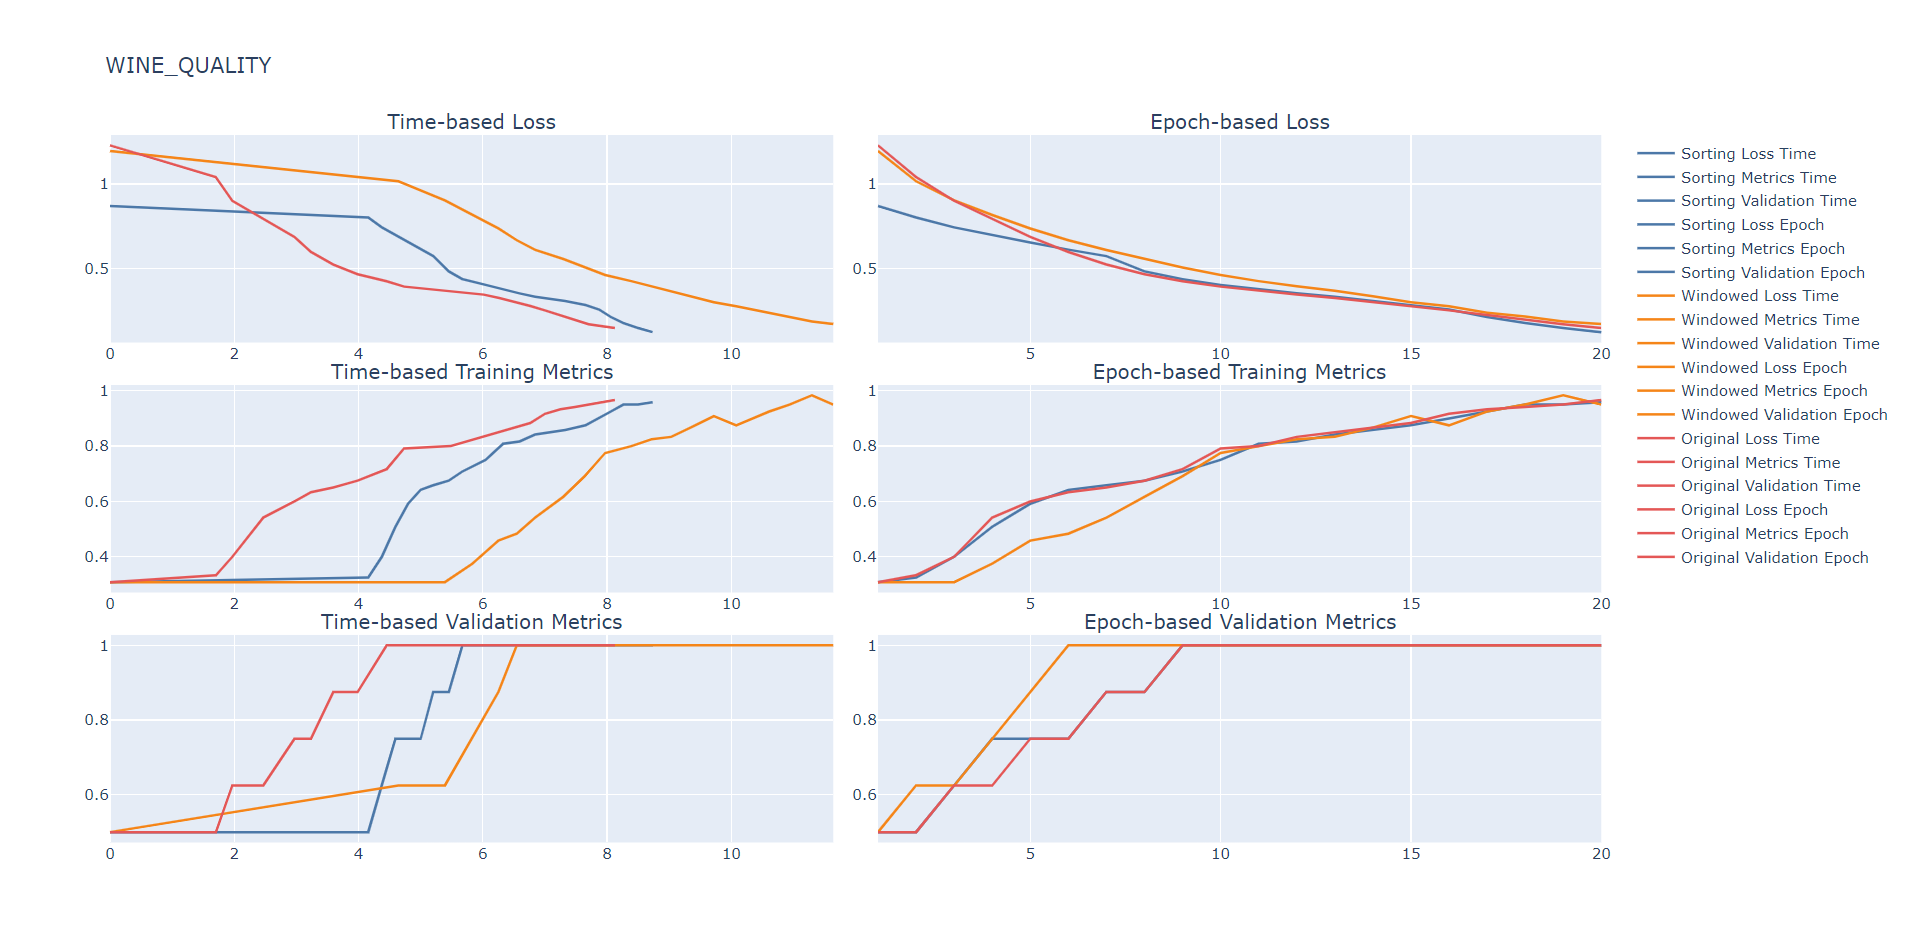 WINE_QUALITY
Time-based Loss
1
0.5
0 2 4 6 8 10
Epoch-based Loss
1
0.5
5 10 15 20
Time-based Training Metrics
1
0.8
0.6
0.4
0 2 4 6 8 10
Epoch-based Training Metrics
1
0.8
0.6
0.4
5 10 15 20
Time-based Validation Metrics
1
0.8
0.6
0 2 4 6 8 10
Epoch-based Validation Metrics
1
0.8
0.6
5 10 15 20
Sorting Loss Time
Sorting Metrics Time
Sorting Validation Time
Sorting Loss Epoch
Sorting Metrics Epoch
Sorting Validation Epoch
Windowed Loss Time
Windowed Metrics Time
Windowed Validation Time
Windowed Loss Epoch
Windowed Metrics Epoch
Windowed Validation Epoch
Original Loss Time
Original Metrics Time
Original Validation Time
Original Loss Epoch
Original Metrics Epoch
Original Validation Epoch